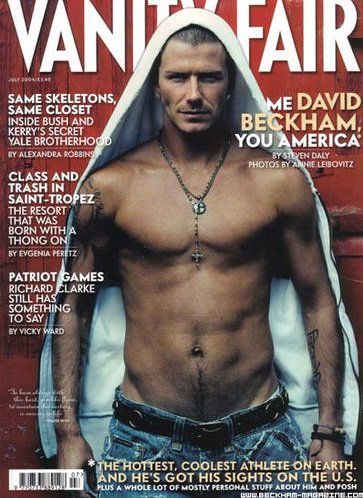 VANITY FAIR
JULY 2004/£3.40
SAME SKELETONS,
SAME CLOSET
INSIDE BUSH AND
KERRY'S SECRET
YALE BROTHERHOOD
BY ALEXANDRA ROBBINS
CLASS AND
TRASH IN
SAINT-TROPEZ
THE RESORT
THAT WAS
BORN WITH A
THONG ON
BY EVGENIA PERETZ
PATRIOT GAMES
RICHARD CLARKE
STILL HAS
SOMETHING
TO SAY
BY VICKY WARD
ME DAVID
BECKHAM,
YOU AMERICA*
BY STEVEN DALY
PHOTOS BY ANNIE LEIBOVITZ
07
*THE HOTTEST, COOLEST ATHLETE ON EARTH.
AND HE'S GOT HIS SIGHTS ON THE U.S.
PLUS A WHOLE LOT OF MOSTLY PERSONAL STUFF ABOUT HIM AND POSH